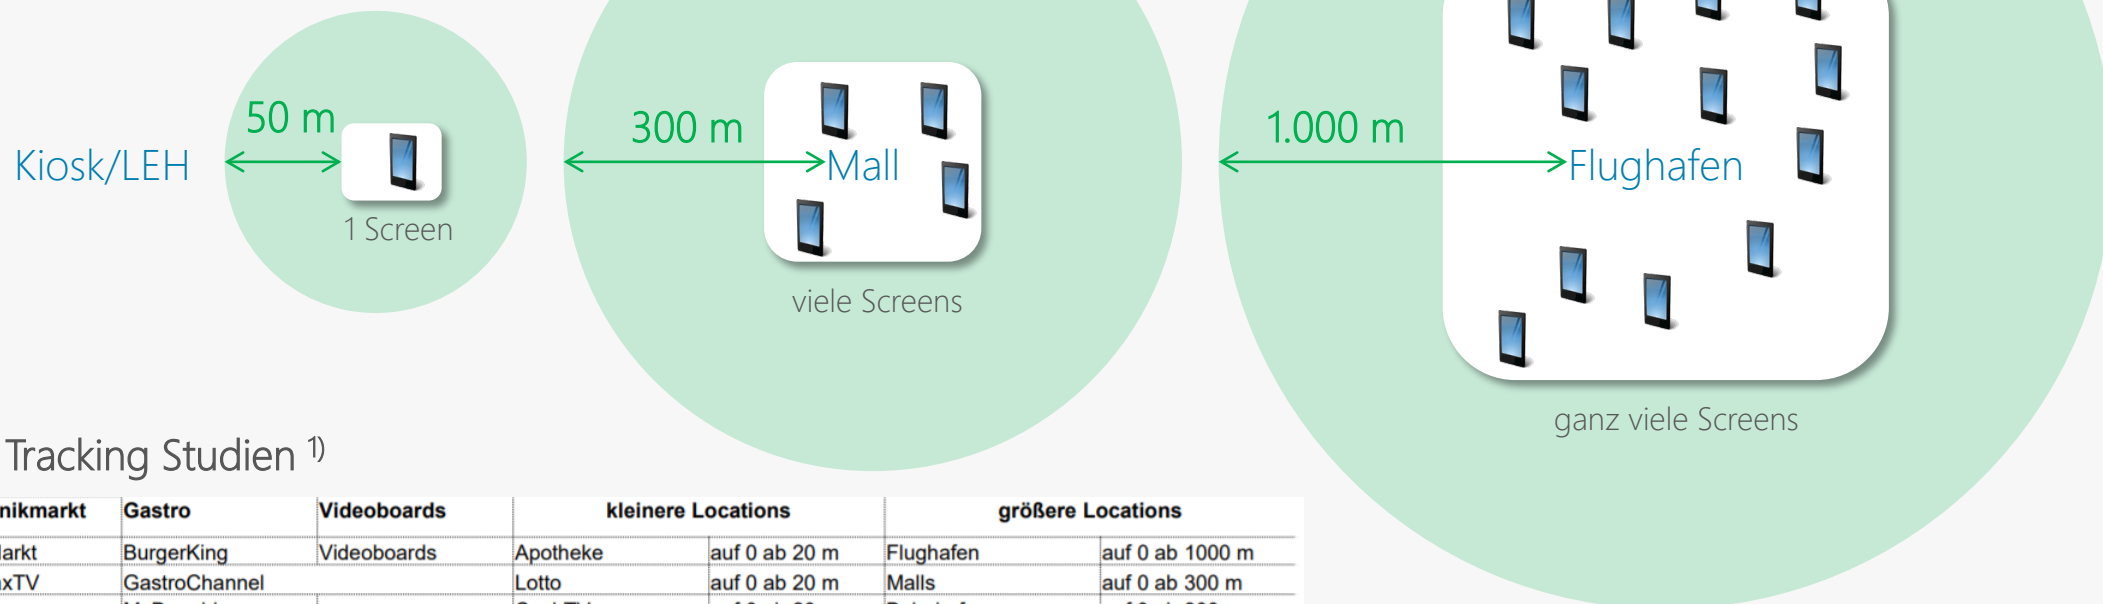 50 m
300 m
1.000 m
Kiosk/LEH
Mall
Flughafen
1 Screen
viele Screens
ganz viele Screens
Tracking Studien 1)
Gastro Videoboards kleinere Locations größere Locations
BurgerKing Videoboards Apotheke auf 0 ab 20 m Flughafen auf 0 ab 1000 m
GastroChannel Lotto auf 0 ab 20 m Malls auf 0 ab 300 m